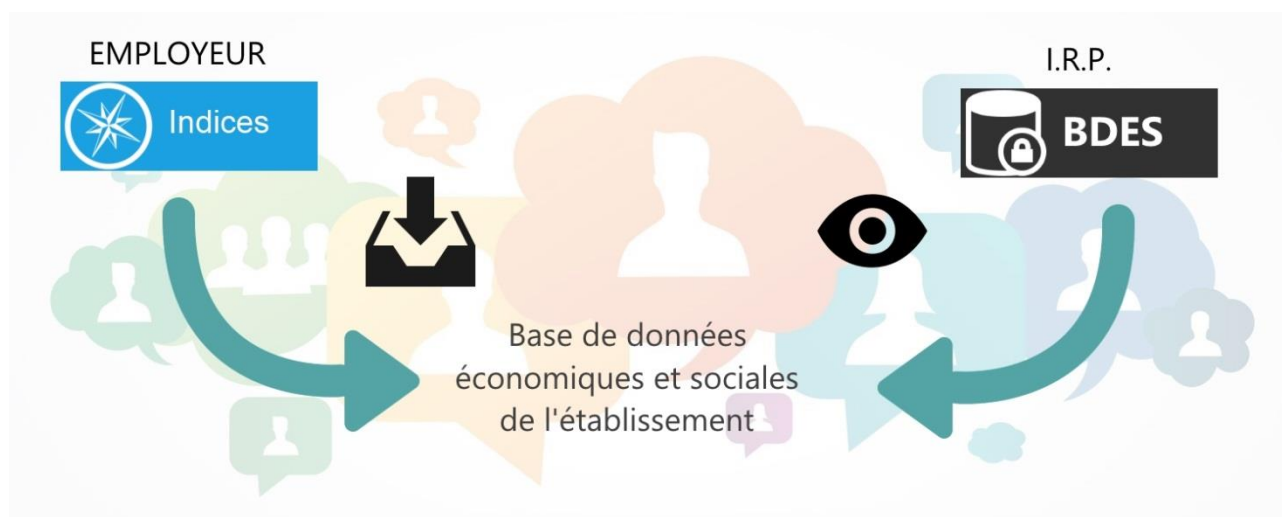 EMPLOYEUR
Indices
I.R.P.
BDES
Base de données
économiques et sociales
de l'établissement